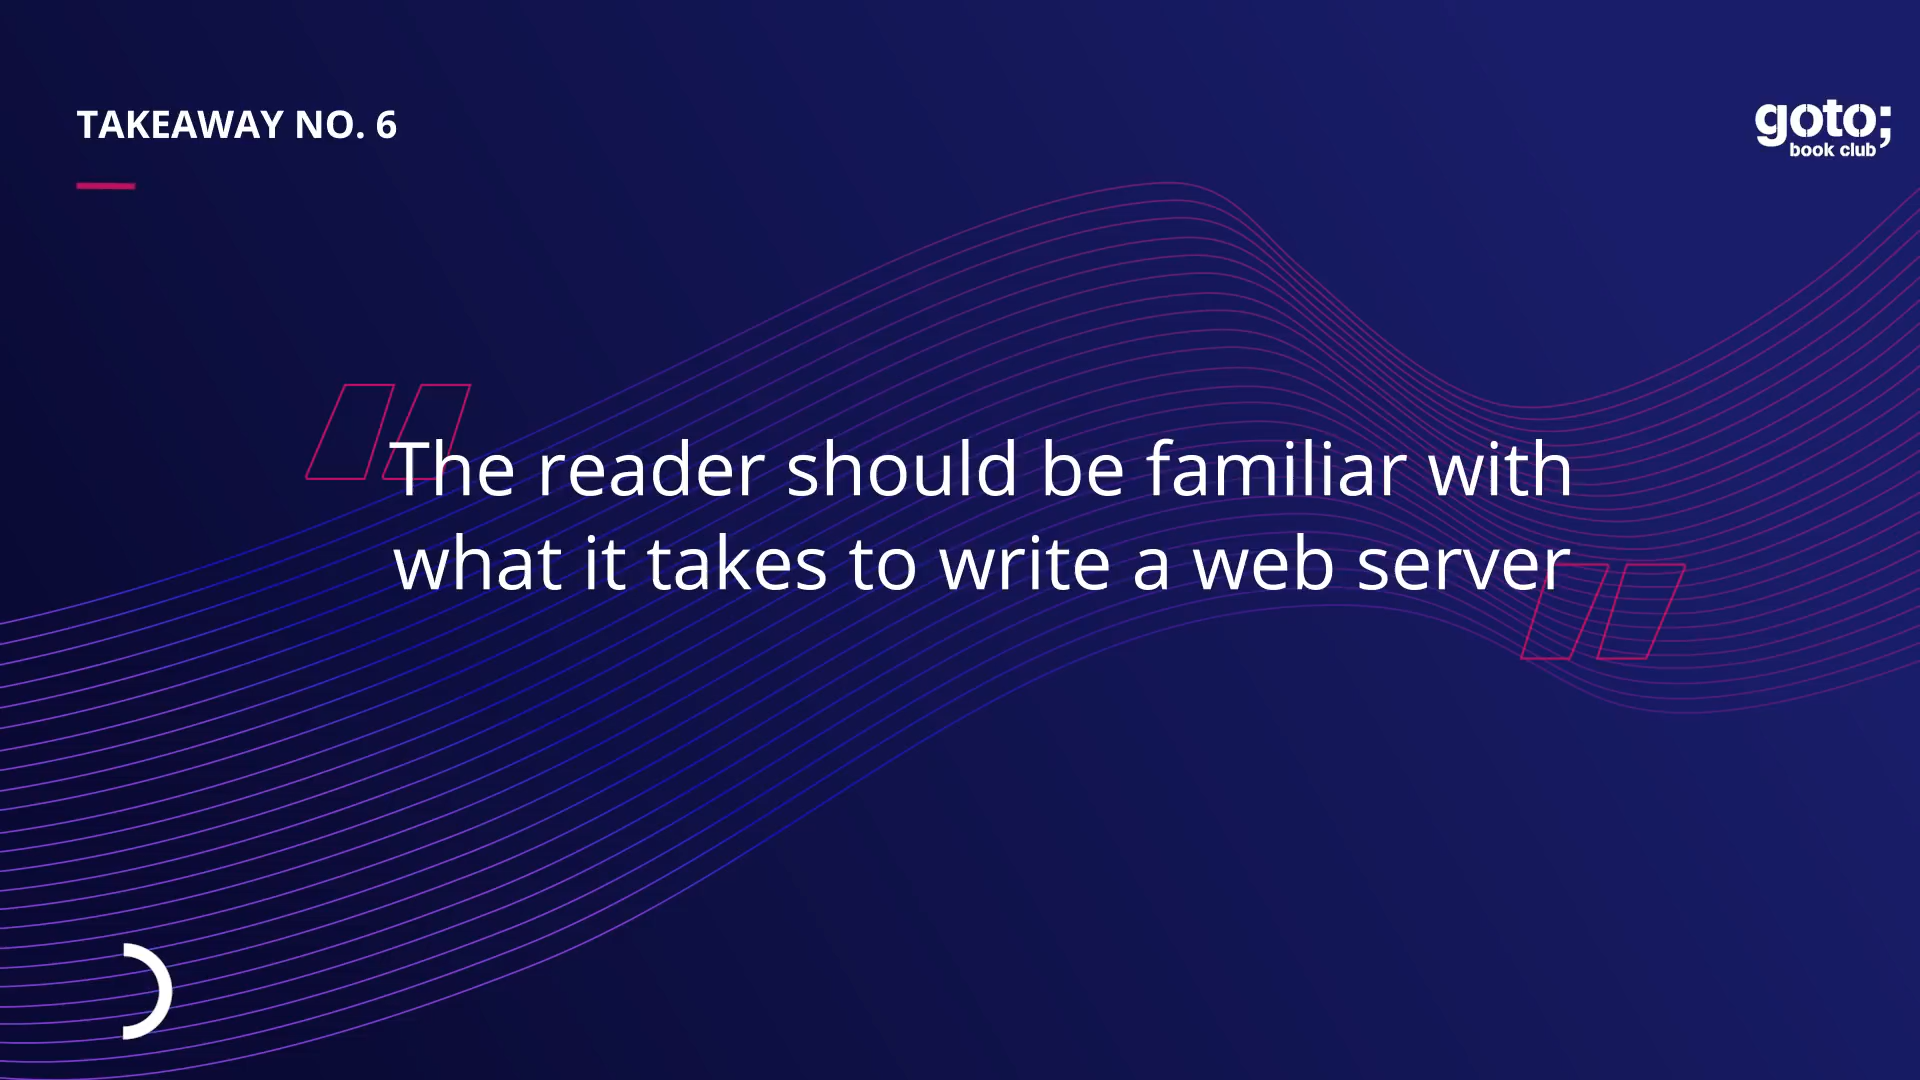 TAKEAWAY NO. 6
goto;
book club
The reader should be familiar with
what it takes to write a web server